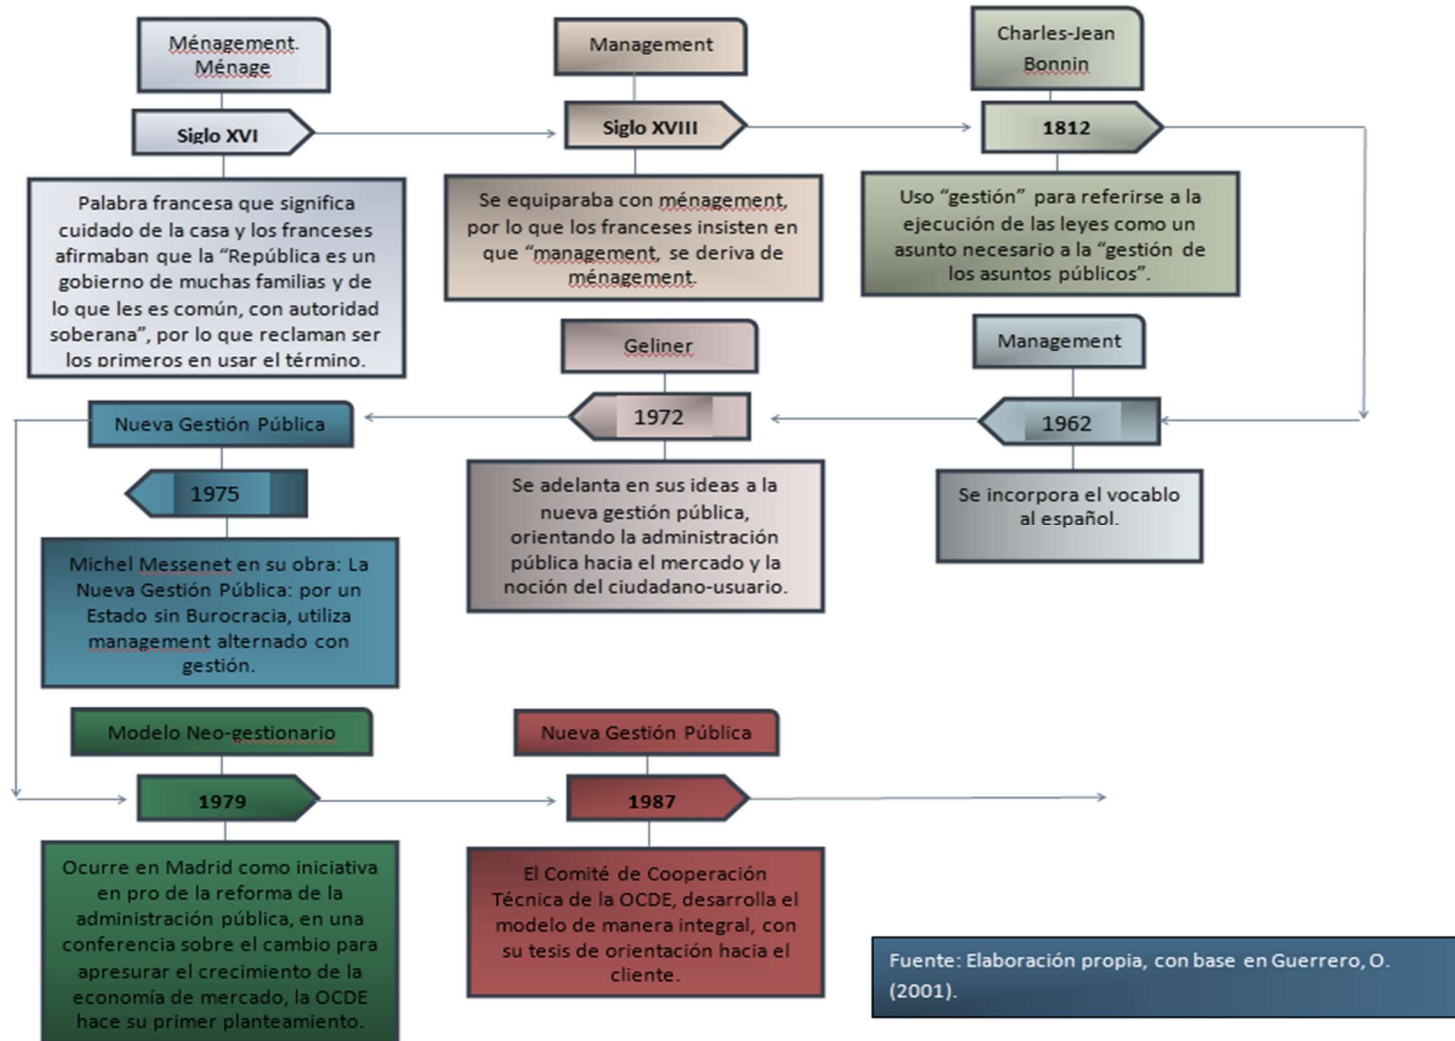 Ménagement.
Ménage
Siglo XVI
Palabra francesa que significa
cuidado de la casa y los franceses
afirmaban que la “República es un
gobierno de muchas familias y de
lo que les es común, con autoridad
soberana”, por lo que reclaman ser
los primeros en usar el término.
Management
Siglo XVIII
Se equiparaba con ménagement,
por lo que los franceses insisten en
que “management, se deriva de
ménagement.
Charles-Jean
Bonnin
1812
Uso “gestión” para referirse a la
ejecución de las leyes como un
asunto necesario a la “gestión de
los asuntos públicos”.
Management
1962
Se incorpora el vocablo
al español.
Geliner
1972
Se adelanta en sus ideas a la
nueva gestión pública,
orientando la administración
pública hacia el mercado y la
noción del ciudadano-usuario.
Nueva Gestión Pública
1975
Michel Messenet en su obra: La
Nueva Gestión Pública: por un
Estado sin Burocracia, utiliza
management alternado con
gestión.
Modelo Neo-gestionario
1979
Ocurre en Madrid como iniciativa
en pro de la reforma de la
administración pública, en una
conferencia sobre el cambio para
apresurar el crecimiento de la
economía de mercado, la OCDE
hace su primer planteamiento.
Nueva Gestión Pública
1987
El Comité de Cooperación
Técnica de la OCDE, desarrolla el
modelo de manera integral, con
su tesis de orientación hacia el
cliente.
Fuente: Elaboración propia, con base en Guerrero, O.
(2001).